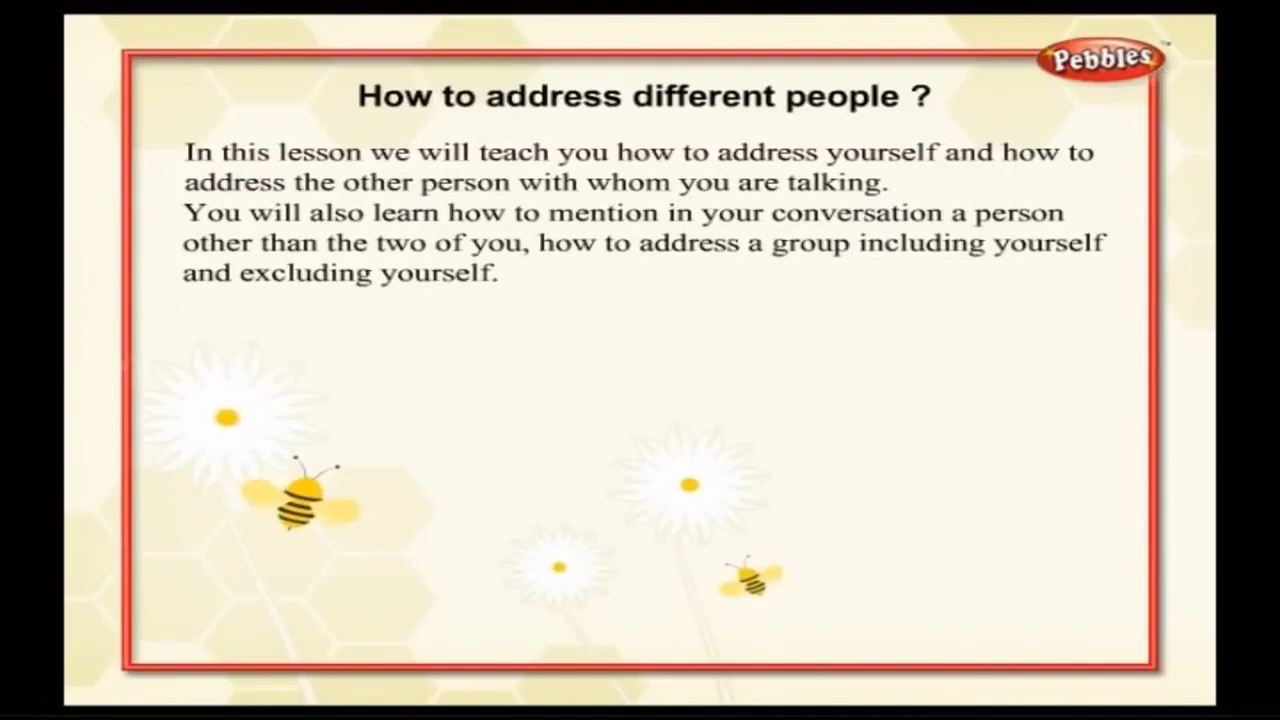 Pebbles™
How to address different people ?
In this lesson we will teach you how to address yourself and how to
address the other person with whom you are talking.
You will also learn how to mention in your conversation a person
other than the two of you, how to address a group including yourself
and excluding yourself.